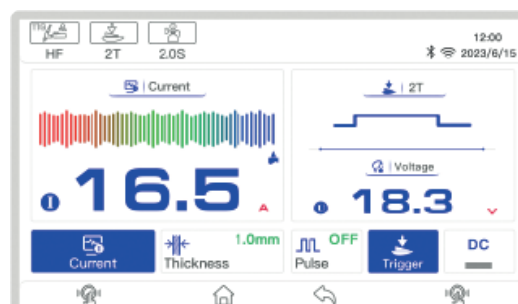 TIG
HF
2T
2.0S
12:00
2023/6/15
Current
2T
16.5 A
Voltage
18.3 V
Current
1.0mm
Thickness
OFF
Pulse
Trigger
DC